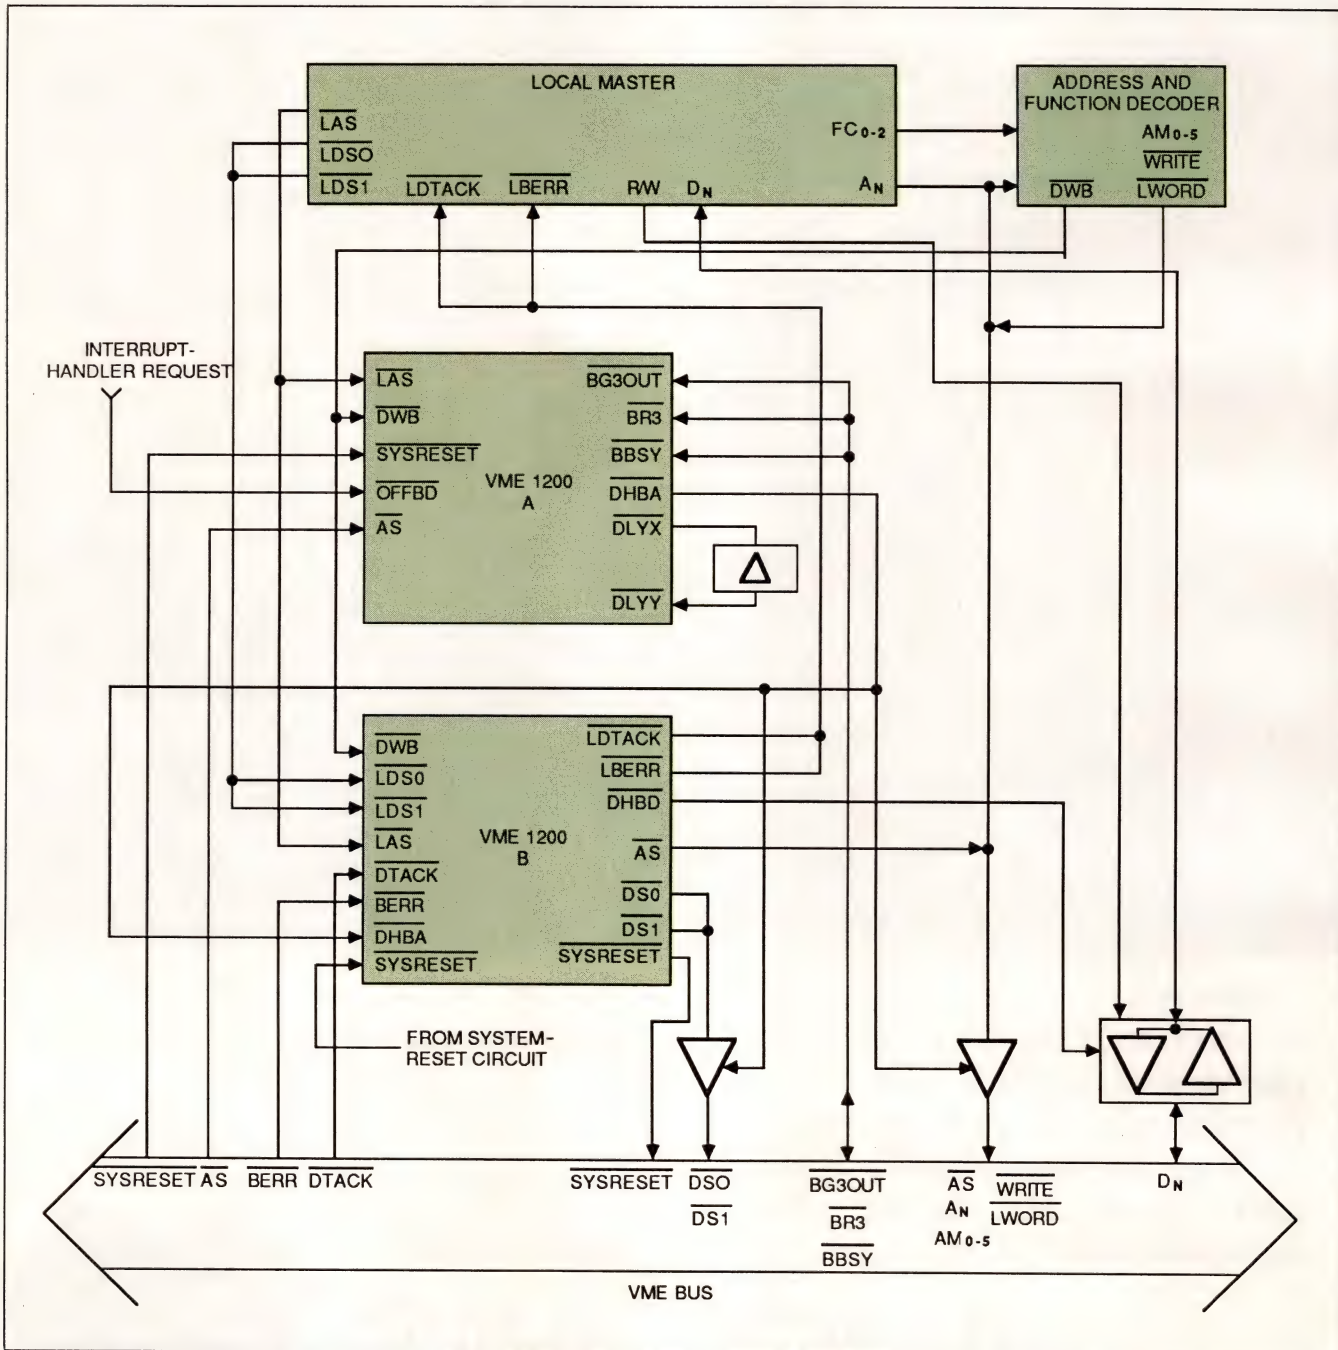 LOCAL MASTER
LAS
LDSO
LDS1
LDTACK
LBERR
R/W
DN
FC0-2
AN
ADDRESS AND
FUNCTION DECODER
AM0-5
WRITE
DWB
LWORD
INTERRUPT-
HANDLER REQUEST
LAS
DWB
SYSRESET
OFFBD
AS
VME 1200
A
BG3OUT
BR3
BBSY
DHBA
DLYX
DLYY
Δ
DWB
LDS0
LDS1
LAS
DTACK
BERR
DHBA
SYSRESET
VME 1200
B
LDTACK
LBERR
DHBD
AS
DS0
DS1
SYSRESET
FROM SYSTEM-
RESET CIRCUIT
SYSRESET
AS
BERR
DTACK
SYSRESET
DSO
DS1
BG3OUT
BR3
BBSY
AS
AN
AM0-5
WRITE
LWORD
DN
VME BUS